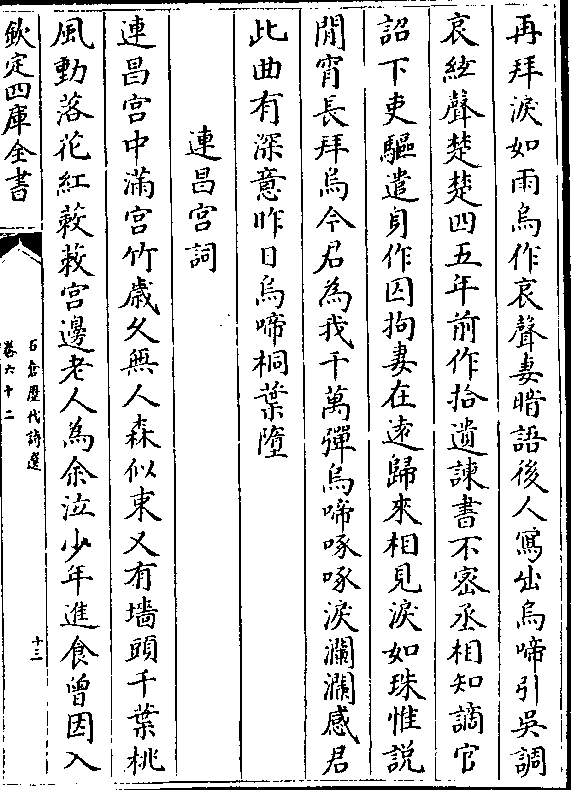 再拜淚如雨烏作哀聲妻暗語後人寫出烏啼引吳調
哀絃聲楚楚四五年前作拾遺諫書不密丞相知謫官
詔下吏驅遣身作囚拘妻在逺歸來相見淚如珠惟説
閒宵長拜烏今君為我千萬彈烏啼啄啄淚瀾瀾感君
此曲有深意昨日烏啼桐葉墮
連昌宮詞
連昌宮中滿宮竹歲久無人森似束又有墻頭千葉桃
風動落花紅蔌蔌宮邊老人為余泣少年進食曾因入
欽定四庫全書
石倉歷代詩選
卷六十二
十三